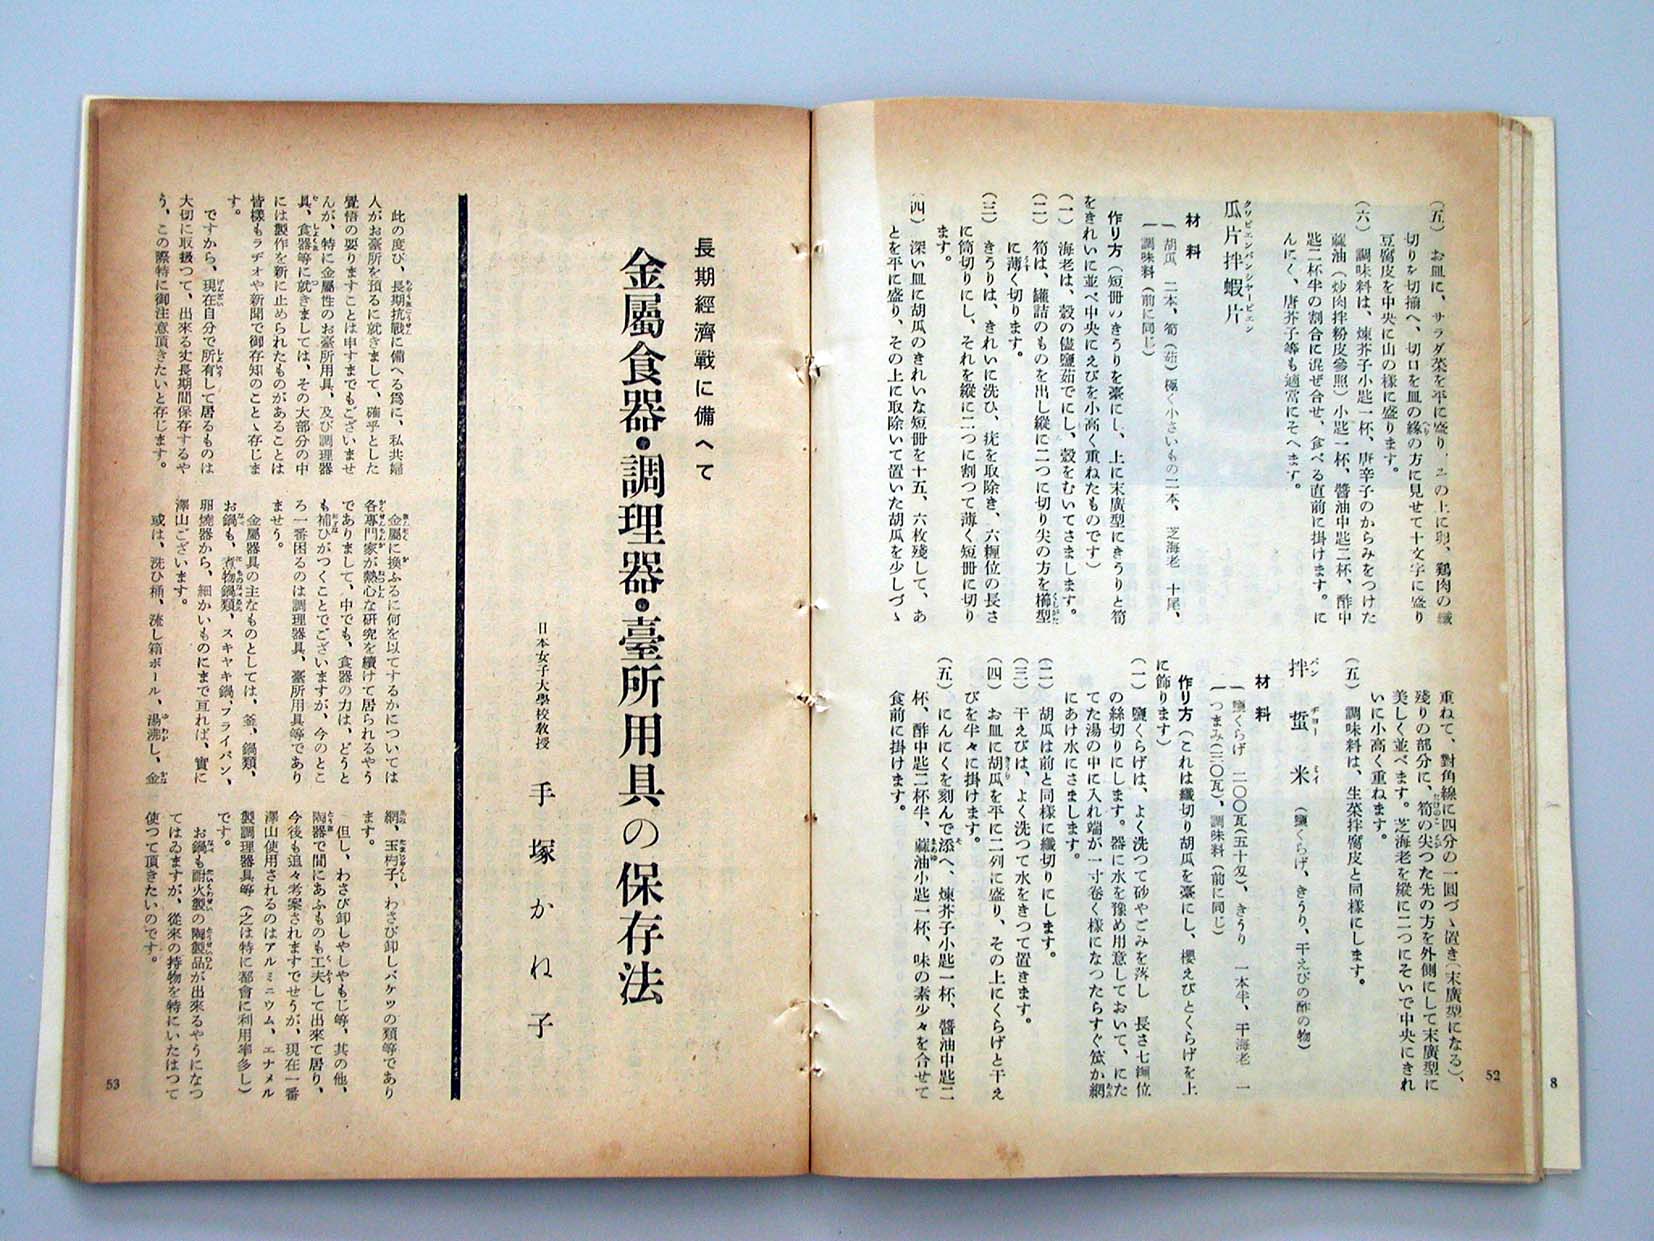 (五) お皿に、サラダ菜を平に盛り、その上に卵、鶏肉の纎
切りを切揃へ、切口を皿の緣の方に見せて十文字に盛り
豆腐皮を中央に山の樣に盛ります。
(六) 調味料は、煉芥子小匙一杯、唐辛子のからみをつけた
蔴油(炒肉拌粉皮參照)小匙一杯、醬油中匙二杯、酢中
匙二杯半の割合に混ぜ合せ、食べる直前に掛けます。に
んにく、唐芥子等も適當にそへます。
瓜片拌蝦片
クワピエンパンシヤーピエン
材料
胡瓜 二本、筍(茹)極く小さいもの二本、芝海老 十尾、
調味料(前に同じ)
作り方(短册のきうりを臺にし、上に末廣型にきうりと筍
をきれいに並べ中央にえびを小高く重ねたものです)
(一) 海老は、殼の儘鹽茹でにし、殼をむいてさまします。
(二) 筍は、罐詰のものを出し縱に二つに切り尖の方を櫛型
に薄く切ります。
(三) きうりは、きれいに洗ひ、疣を取除き、六糎位の長さ
に筒切りにし、それを縱に二つに割つて薄く短册に切り
ます。
(四) 深い皿に胡瓜のきれいな短册を十五、六枚殘して、あ
とを平に盛り、その上に取除いて置いた胡瓜を少しづゝ
重ねて、對角線に四分の一圓づゝ置き(末廣型になる)、
殘りの部分に、筍の尖つた先の方を外側にして末廣型に
美しく並べます。芝海老を縱に二つにそいで中央にきれ
いに小高く重ねます。
(五) 調味料は、生菜拌腐皮と同樣にします。
拌蜇米(鹽くらげ、きうり、干えびの酢の物)
パンヂヨーミイ
材料
鹽くらげ 二〇〇瓦(五十匁)、きうり 一本半、干海老 一
つまみ(三〇瓦)、調味料(前に同じ)
作り方(これは纎切り胡瓜を臺にし、櫻えびとくらげを上
に飾ります)
(一) 鹽くらげは、よく洗つて砂やごみを落し 長さ七糎位
の絲切りにします。器に水を豫め用意しておいて、にた
てた湯の中に入れ端が一寸卷く樣になつたらすぐ笊か網
にあけ水にさまします。
(二) 胡瓜は前と同樣に纎切りにします。
(三) 干えびは、よく洗つて水をきつて置きます。
(四) お皿に胡瓜を平に二列に盛り、その上にくらげと干え
びを半々に掛けます。
(五) にんにくを刻んで添へ、煉芥子小匙一杯、醬油中匙二
杯、酢中匙二杯半、蔴油小匙一杯、味の素少々を合せて
食前に掛けます。
52
8
長期經濟戰に備へて
金屬食器・調理器・臺所用具の保存法
日本女子大學校敎授 手塚かね子
此の度び、長期抗戰に備へる爲に、私共婦
人がお臺所を預るに就きまして、確乎とした
覺悟の要りますことは申すまでもございませ
んが、特に金屬性のお臺所用具、及び調理器
具、食器等に就きましては、その大部分の中
には製作を新に止められたものがあることは
皆樣もラヂオや新聞で御存知のことゝ存じま
す。
ですから、現在自分で所有して居るものは
大切に取扱つて、出來る丈長期間保存するや
う、この際特に御注意頂きたいと存じます。
金屬に換ふるに何を以てするかについては
各專門家が熱心な硏究を續けて居られるやう
でありまして、中でも、食器の力は、どうと
も補ひがつくことでございますが、今のとこ
ろ一番困るのは調理器具、臺所用具等であり
ませう。
金屬器具の主なものとしては、釜、鍋類、
お鍋も、煮物鍋類、スキヤキ鍋、フライパン、
卵燒器から、細かいものにまで亘れば、實に
澤山ございます。
或は、洗ひ桶、流し箱ボール、湯沸し、金
網、玉杓子、わさび卸しバケツの類等であり
ます。
但し、わさび卸しやしやもじ等、其の他、
陶器で間にあふものも工夫して出來て居り、
今後も追々考案されますでせうが、現在一番
澤山使用されるのはアルミニウム、エナメル
製調理器具等(之は特に都會に利用率多し)
です。
お鍋も耐火製の陶製品が出來るやうになつ
てはゐますが、從來の持物を特にいたはつて
使つて頂きたいのです。
53